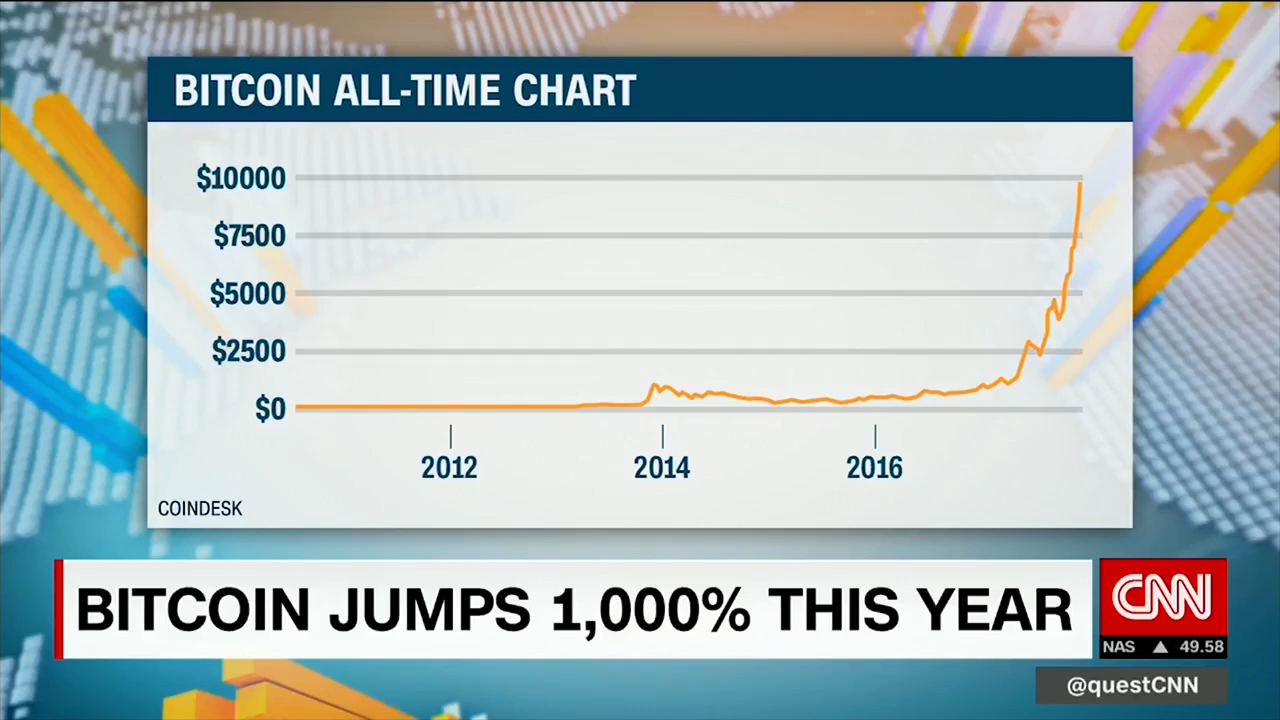 BITCOIN ALL-TIME CHART
$10000
$7500
$5000
$2500
$0
2012 2014 2016
COINDESK
BITCOIN JUMPS 1,000% THIS YEAR
CNN
NAS ▲ 49.58
@questCNN